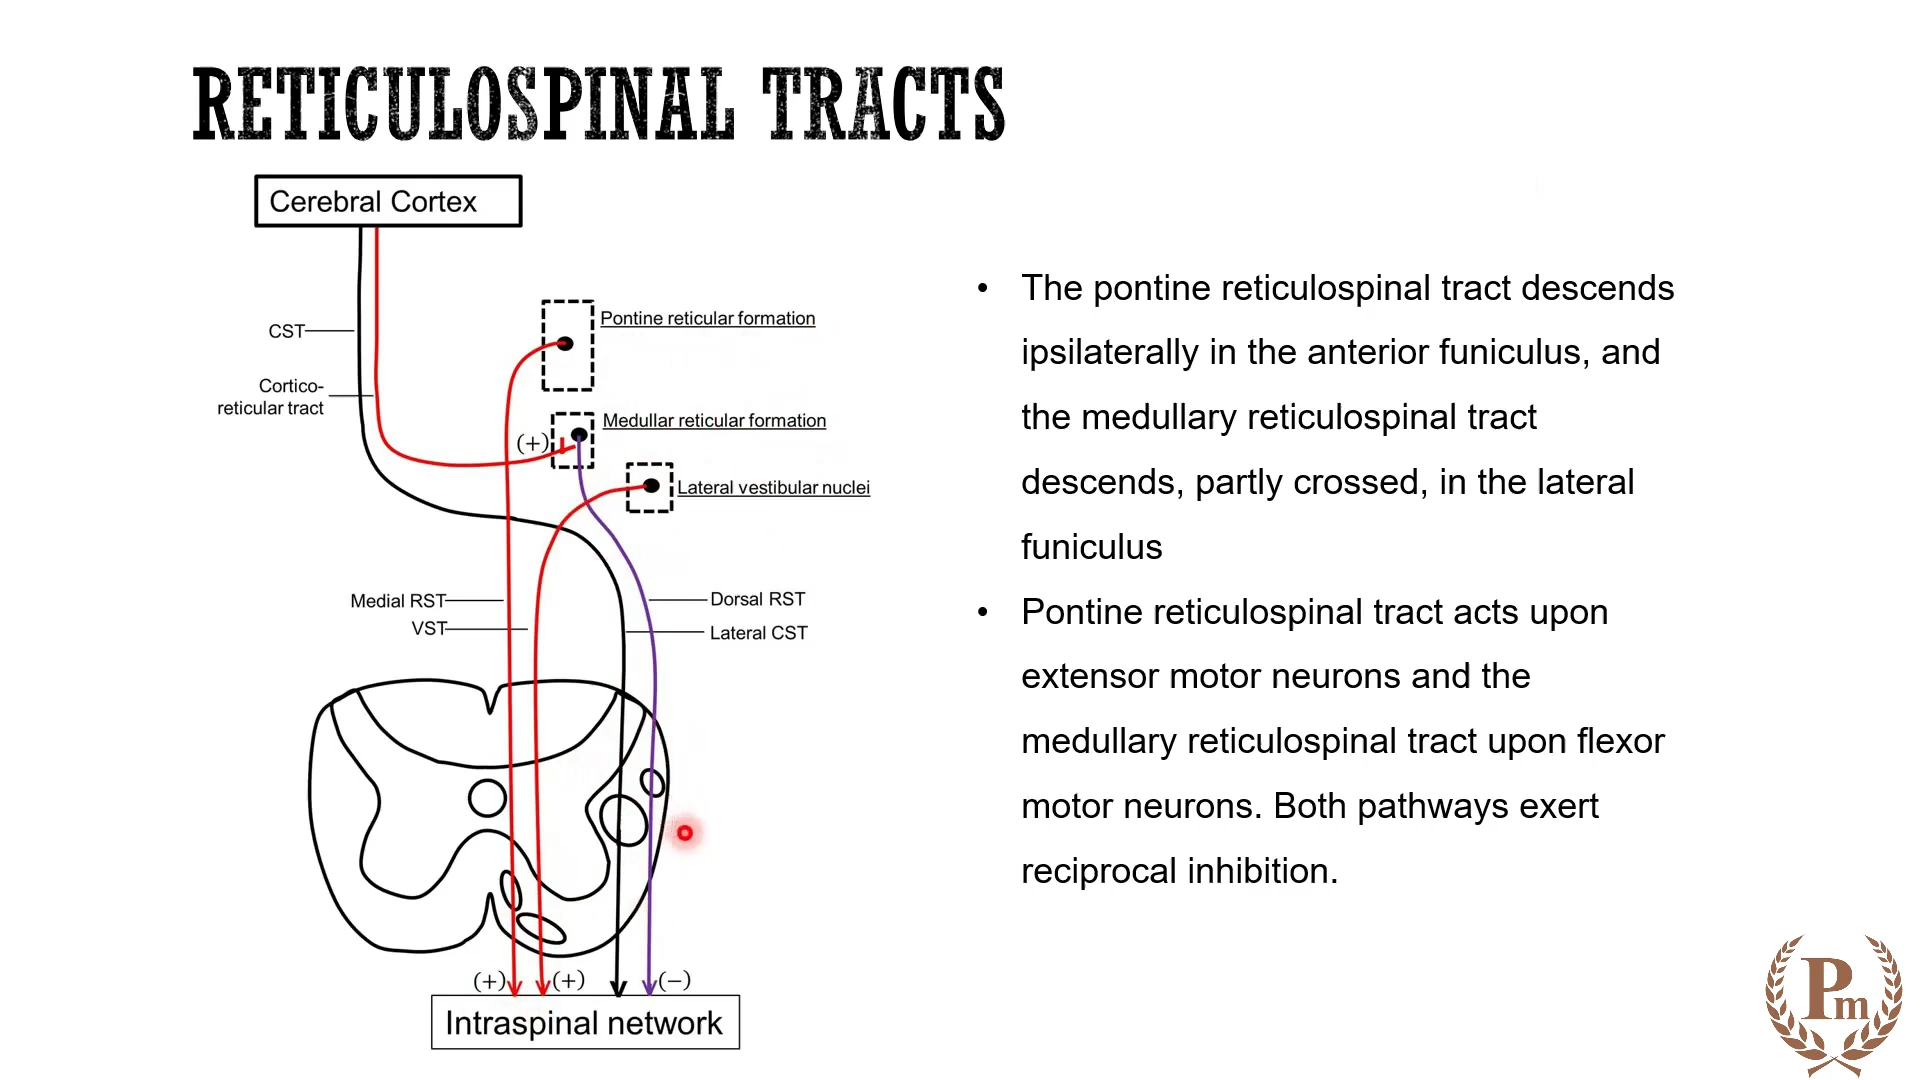 RETICULOSPINAL TRACTS
Cerebral Cortex
CST
Cortico-
reticular tract
Pontine reticular formation
Medullar reticular formation
(+)
Lateral vestibular nuclei
Medial RST
VST
Dorsal RST
Lateral CST
(+) (+) (−)
Intraspinal network
• The pontine reticulospinal tract descends
ipsilaterally in the anterior funiculus, and
the medullary reticulospinal tract
descends, partly crossed, in the lateral
funiculus
• Pontine reticulospinal tract acts upon
extensor motor neurons and the
medullary reticulospinal tract upon flexor
motor neurons. Both pathways exert
reciprocal inhibition.
Pm